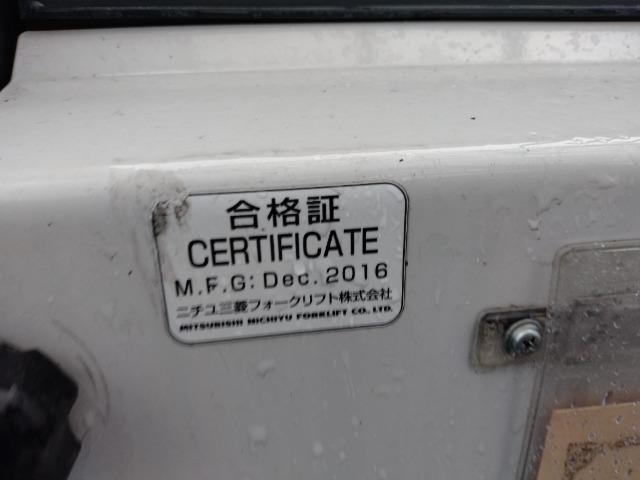 合格証
CERTIFICATE
M.F.G: Dec. 2016
ニチユ三菱フォークリフト株式会社
MITSUBISHI NICHIYU FORKLIFT CO., LTD.